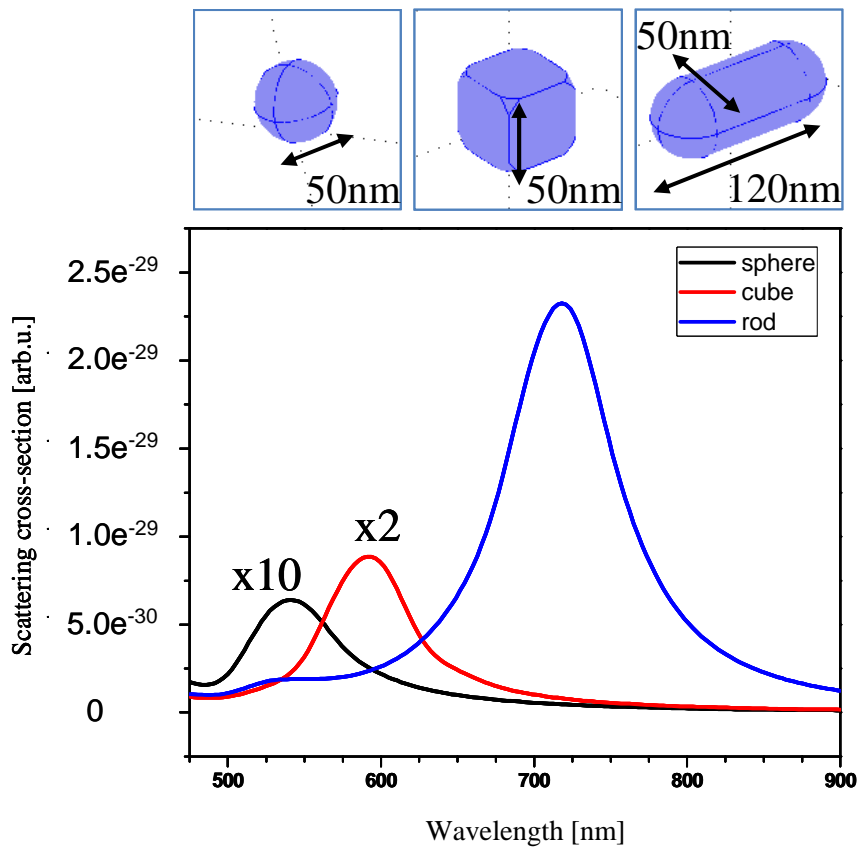 50nm
50nm
50nm
120nm
Scattering cross-section [arb.u.]
2.5e-29
2.0e-29
1.5e-29
1.0e-29
5.0e-30
0
sphere
cube
rod
x10
x2
500
600
700
800
900
Wavelength [nm]